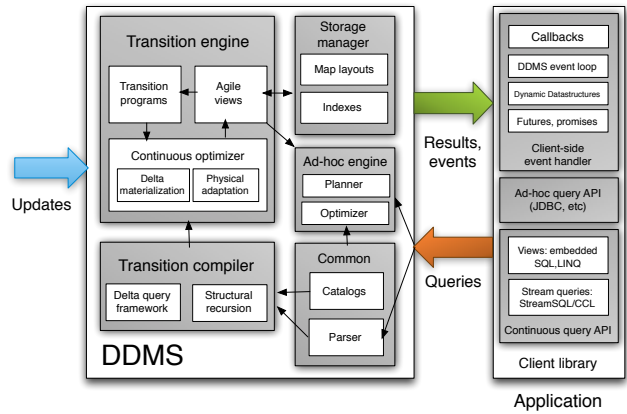 Transition engine
Transition
programs
Agile
views
Continuous optimizer
Delta
materialization
Physical
adaptation
Storage
manager
Map layouts
Indexes
Ad-hoc engine
Planner
Optimizer
Transition compiler
Delta query
framework
Structural
recursion
Common
Catalogs
Parser
DDMS
Updates
Results,
events
Queries
Callbacks
DDMS event loop
Dynamic Datastructures
Futures, promises
Client-side
event handler
Ad-hoc query API
(JDBC, etc)
Views: embedded
SQL,LINQ
Stream queries:
StreamSQL/CCL
Continuous query API
Client library
Application